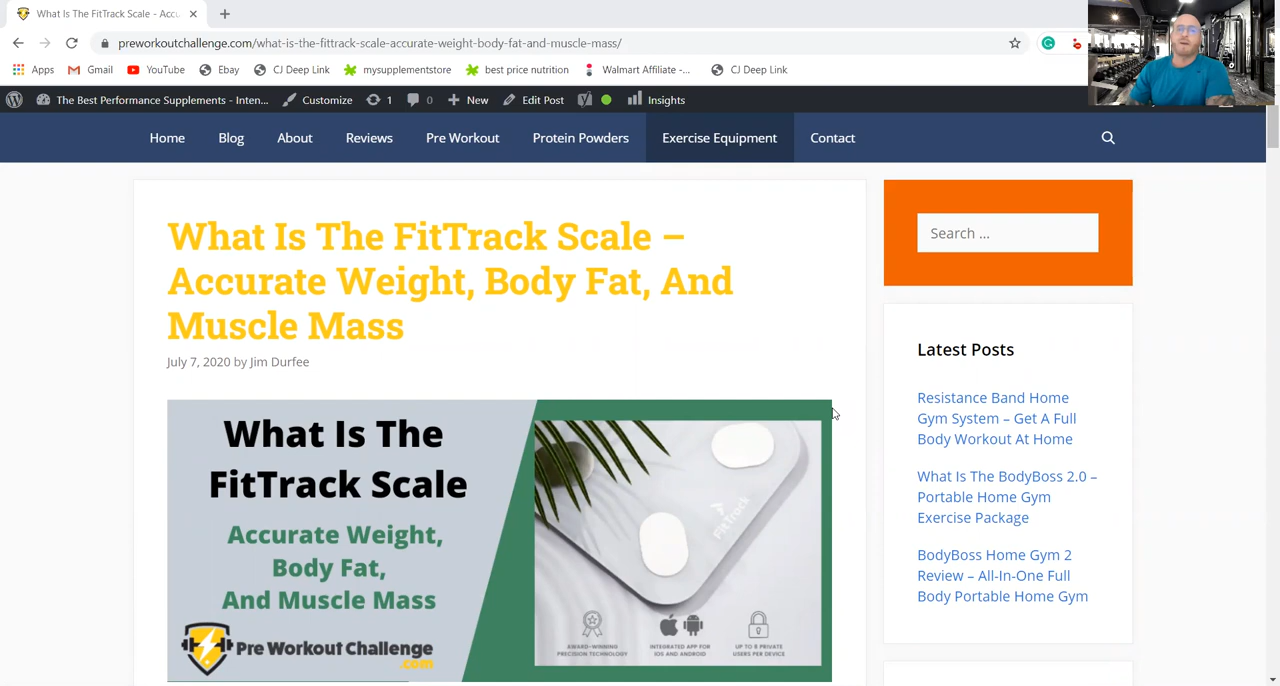 What Is The FitTrack Scale – Accu
preworkoutchallenge.com/what-is-the-fittrack-scale-accurate-weight-body-fat-and-muscle-mass/
Apps Gmail YouTube Ebay CJ Deep Link mysupplementstore best price nutrition Walmart Affiliate -... CJ Deep Link
The Best Performance Supplements - Inten... 1 0 New Customize Edit Post Insights
Home Blog About Reviews Pre Workout Protein Powders Exercise Equipment Contact
What Is The FitTrack Scale –
Accurate Weight, Body Fat, And
Muscle Mass
July 7, 2020 by Jim Durfee
What Is The
FitTrack Scale
Accurate Weight,
Body Fat,
And Muscle Mass
Pre Workout Challenge
.com
FitTrack
AWARD-WINNING
PRECISION TECHNOLOGY
INTEGRATED APP FOR
IOS AND ANDROID
UP TO 8 PRIVATE
USERS PER DEVICE
Search ...
Latest Posts
Resistance Band Home
Gym System – Get A Full
Body Workout At Home
What Is The BodyBoss 2.0 –
Portable Home Gym
Exercise Package
BodyBoss Home Gym 2
Review – All-In-One Full
Body Portable Home Gym